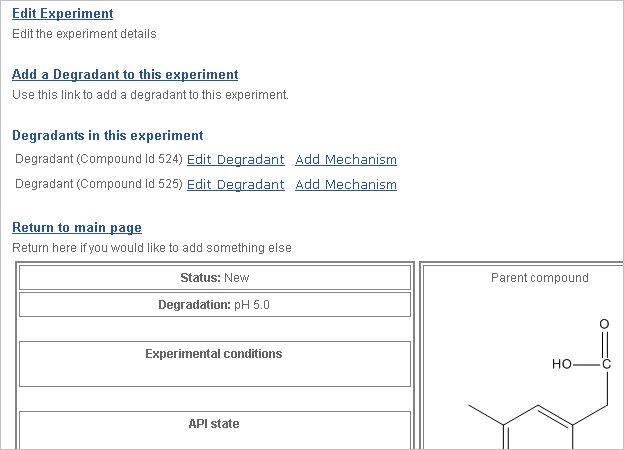 Edit Experiment
Edit the experiment details
Add a Degradant to this experiment
Use this link to add a degradant to this experiment.
Degradants in this experiment
Degradant (Compound Id 524) Edit Degradant Add Mechanism
Degradant (Compound Id 525) Edit Degradant Add Mechanism
Return to main page
Return here if you would like to add something else
Status: New
Degradation: pH 5.0
Experimental conditions
API state
Parent compound
O
HO C